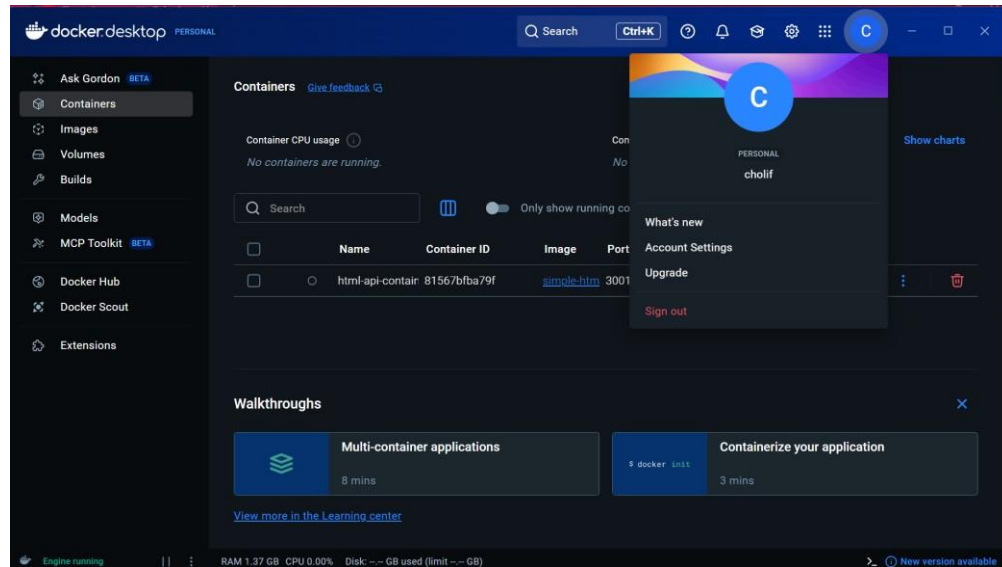 docker.desktop PERSONAL
Search Ctrl+K
C
Ask Gordon BETA
Containers
Images
Volumes
Builds
Models
MCP Toolkit BETA
Docker Hub
Docker Scout
Extensions
Containers Give feedback
Container CPU usage
No containers are running.
Con
No
Show charts
Search
Only show running co
Name Container ID Image Port
html-api-contair 81567bfba79f simple-htm 3001
C
PERSONAL
cholif
What's new
Account Settings
Upgrade
Sign out
Walkthroughs
Multi-container applications
8 mins
$ docker init
Containerize your application
3 mins
View more in the Learning center
Engine running
RAM 1.37 GB CPU 0.00% Disk: --.-- GB used (limit --.-- GB)
New version available